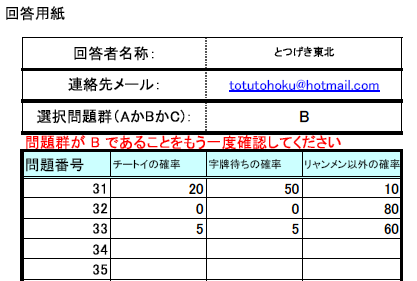 回答用紙
回答者名称： とつげき東北
連絡先メール： totutohoku@hotmail.com
選択問題群（AかBかC）： B
問題群が B であることをもう一度確認してください
問題番号 チートイの確率 字牌待ちの確率 リャンメン以外の確率
31 20 50 10
32 0 0 80
33 5 5 60
34
35